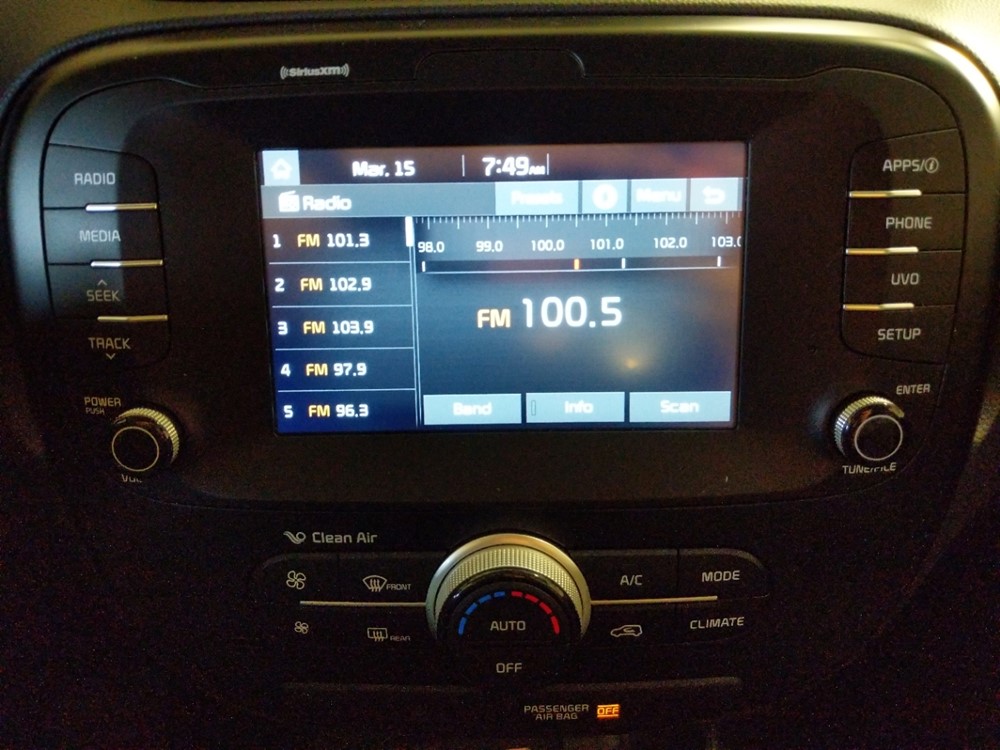 ((SiriusXM))
Mar. 15 7:49AM
Radio Presets i Menu
1 FM 101.3
2 FM 102.9
3 FM 103.9
4 FM 97.9
5 FM 96.3
98.0 99.0 100.0 101.0 102.0 103.0
FM 100.5
Band Info Scan
RADIO
MEDIA
SEEK
TRACK
POWER
PUSH
VOL
APPS/i
PHONE
UVO
SETUP
ENTER
TUNE/FILE
Clean Air
FRONT
REAR
AUTO
OFF
A/C
MODE
CLIMATE
PASSENGER
AIR BAG OFF